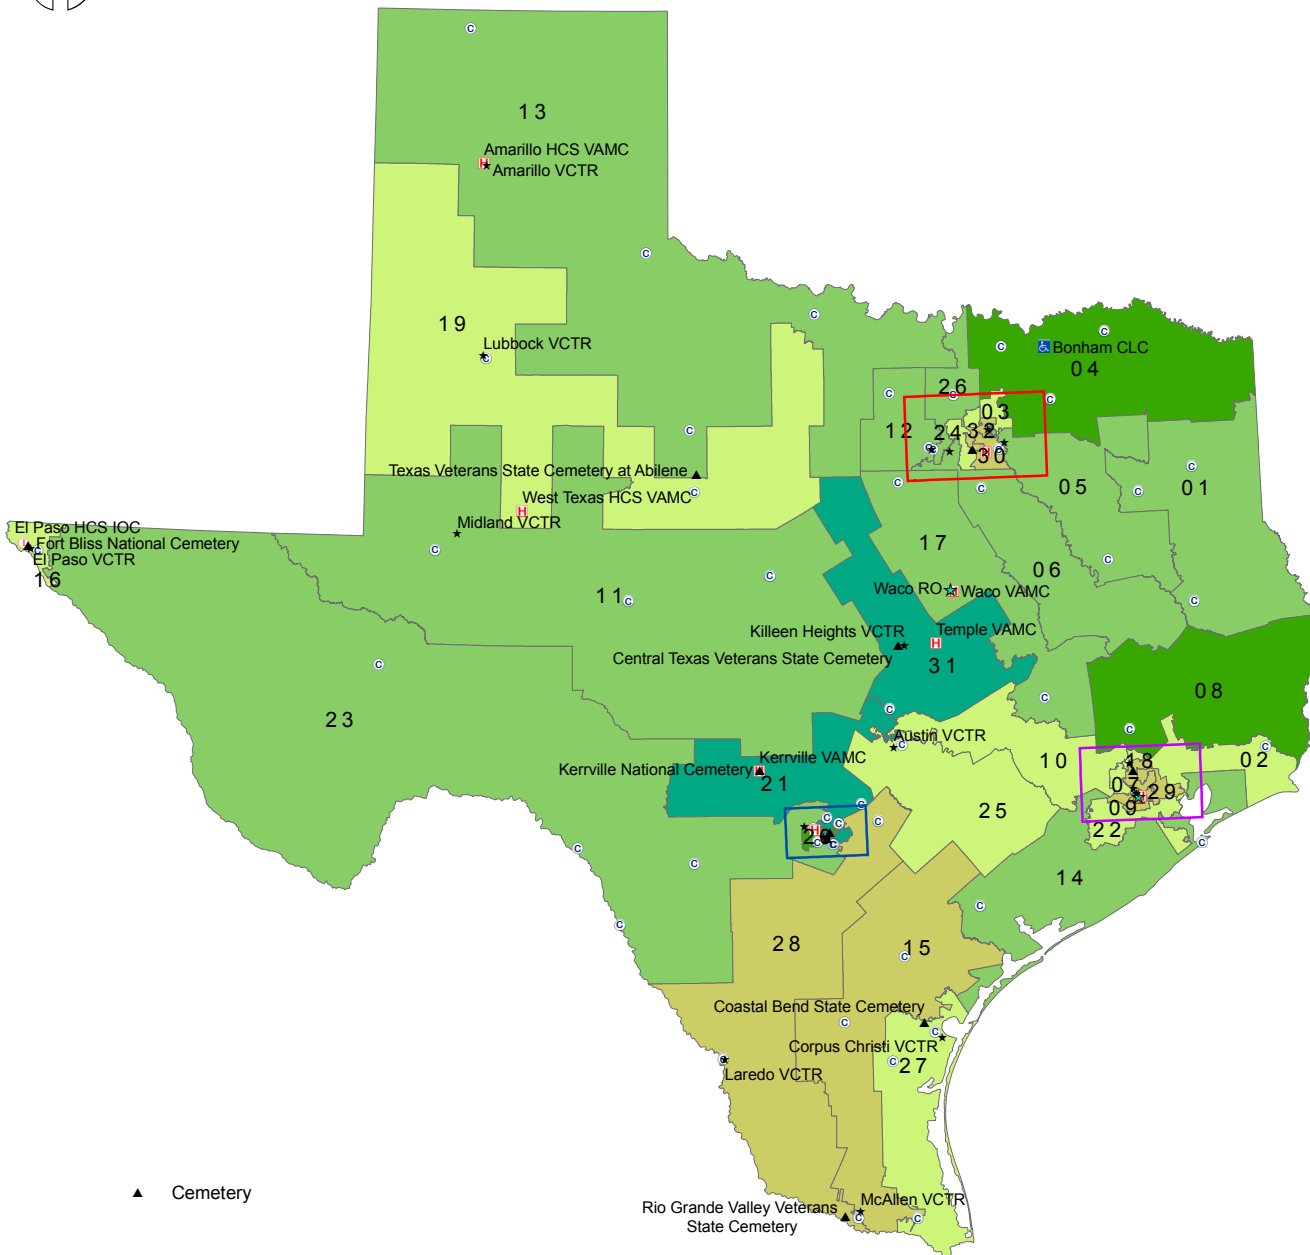 C
13
Amarillo HCS VAMC
H
Amarillo VCTR
C
19
C
C
Lubbock VCTR
C
C
Bonham CLC
04
26
C
C
C
03
12
24
32
C
30
H
C
05
01
C
Texas Veterans State Cemetery at Abilene
C
C
C
C
C
West Texas HCS VAMC
H
Midland VCTR
El Paso HCS IOC
Fort Bliss National Cemetery
C
El Paso VCTR
16
C
17
06
C
C
Waco RO
Waco VAMC
11
C
C
Killeen Heights VCTR
H
Temple VAMC
Central Texas Veterans State Cemetery
31
C
08
C
23
C
Austin VCTR
C
C
C
10
18
02
Kerrville VAMC
Kerrville National Cemetery
21
07
29
25
09
22
C
C
C
C
H
C
C
C
C
C
14
C
C
28
15
C
Coastal Bend State Cemetery
C
C
Corpus Christi VCTR
C
27
C
Laredo VCTR
Cemetery
McAllen VCTR
Rio Grande Valley Veterans
State Cemetery
C
C